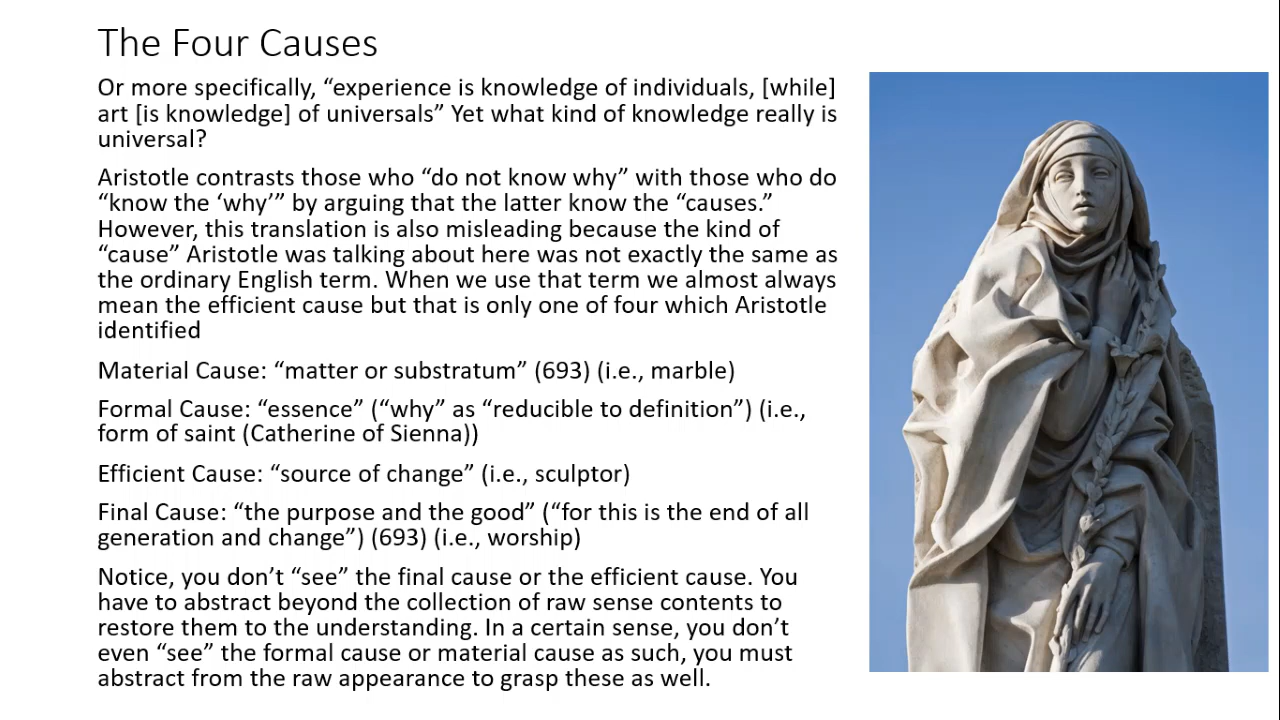 The Four Causes
Or more specifically, “experience is knowledge of individuals, [while]
art [is knowledge] of universals” Yet what kind of knowledge really is
universal?
Aristotle contrasts those who “do not know why” with those who do
“know the ‘why’” by arguing that the latter know the “causes.”
However, this translation is also misleading because the kind of
“cause” Aristotle was talking about here was not exactly the same as
the ordinary English term. When we use that term we almost always
mean the efficient cause but that is only one of four which Aristotle
identified
Material Cause: “matter or substratum” (693) (i.e., marble)
Formal Cause: “essence” (“why” as “reducible to definition”) (i.e.,
form of saint (Catherine of Sienna))
Efficient Cause: “source of change” (i.e., sculptor)
Final Cause: “the purpose and the good” (“for this is the end of all
generation and change”) (693) (i.e., worship)
Notice, you don’t “see” the final cause or the efficient cause. You
have to abstract beyond the collection of raw sense contents to
restore them to the understanding. In a certain sense, you don’t
even “see” the formal cause or material cause as such, you must
abstract from the raw appearance to grasp these as well.